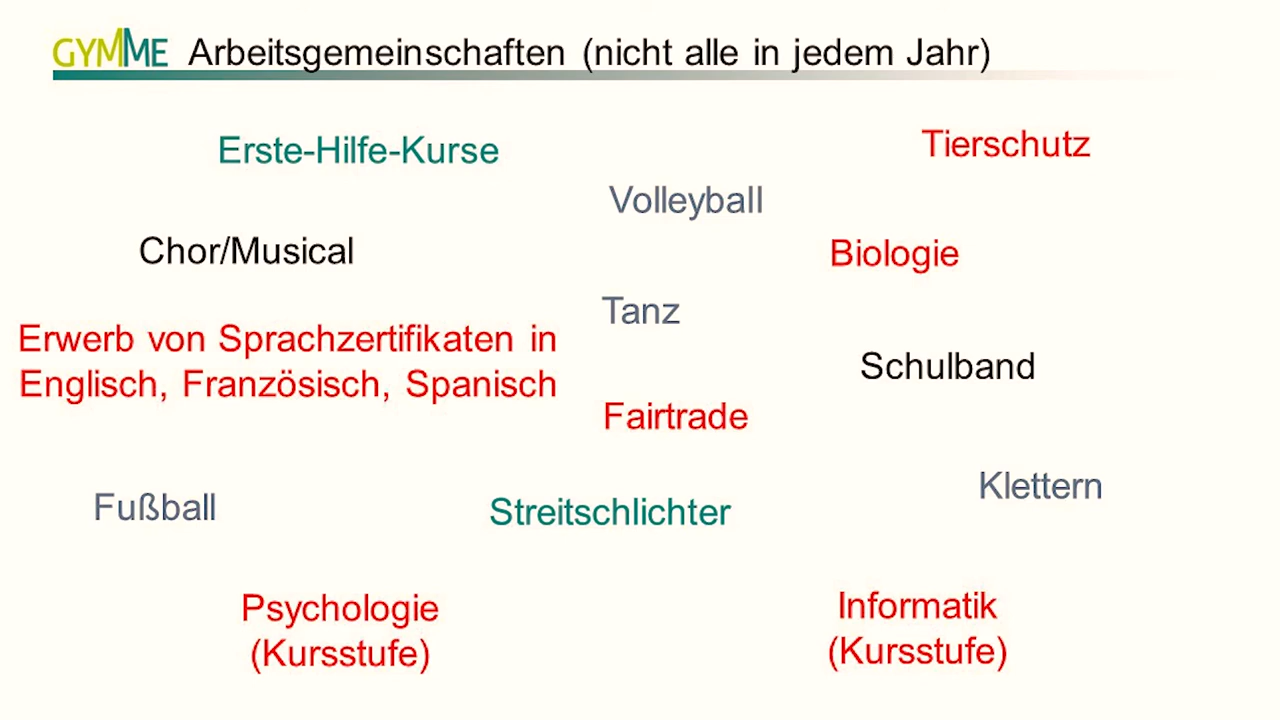 GYMME Arbeitsgemeinschaften (nicht alle in jedem Jahr)
Erste-Hilfe-Kurse
Tierschutz
Volleyball
Chor/Musical
Biologie
Tanz
Erwerb von Sprachzertifikaten in
Englisch, Französisch, Spanisch
Schulband
Fairtrade
Klettern
Fußball
Streitschlichter
Psychologie
(Kursstufe)
Informatik
(Kursstufe)